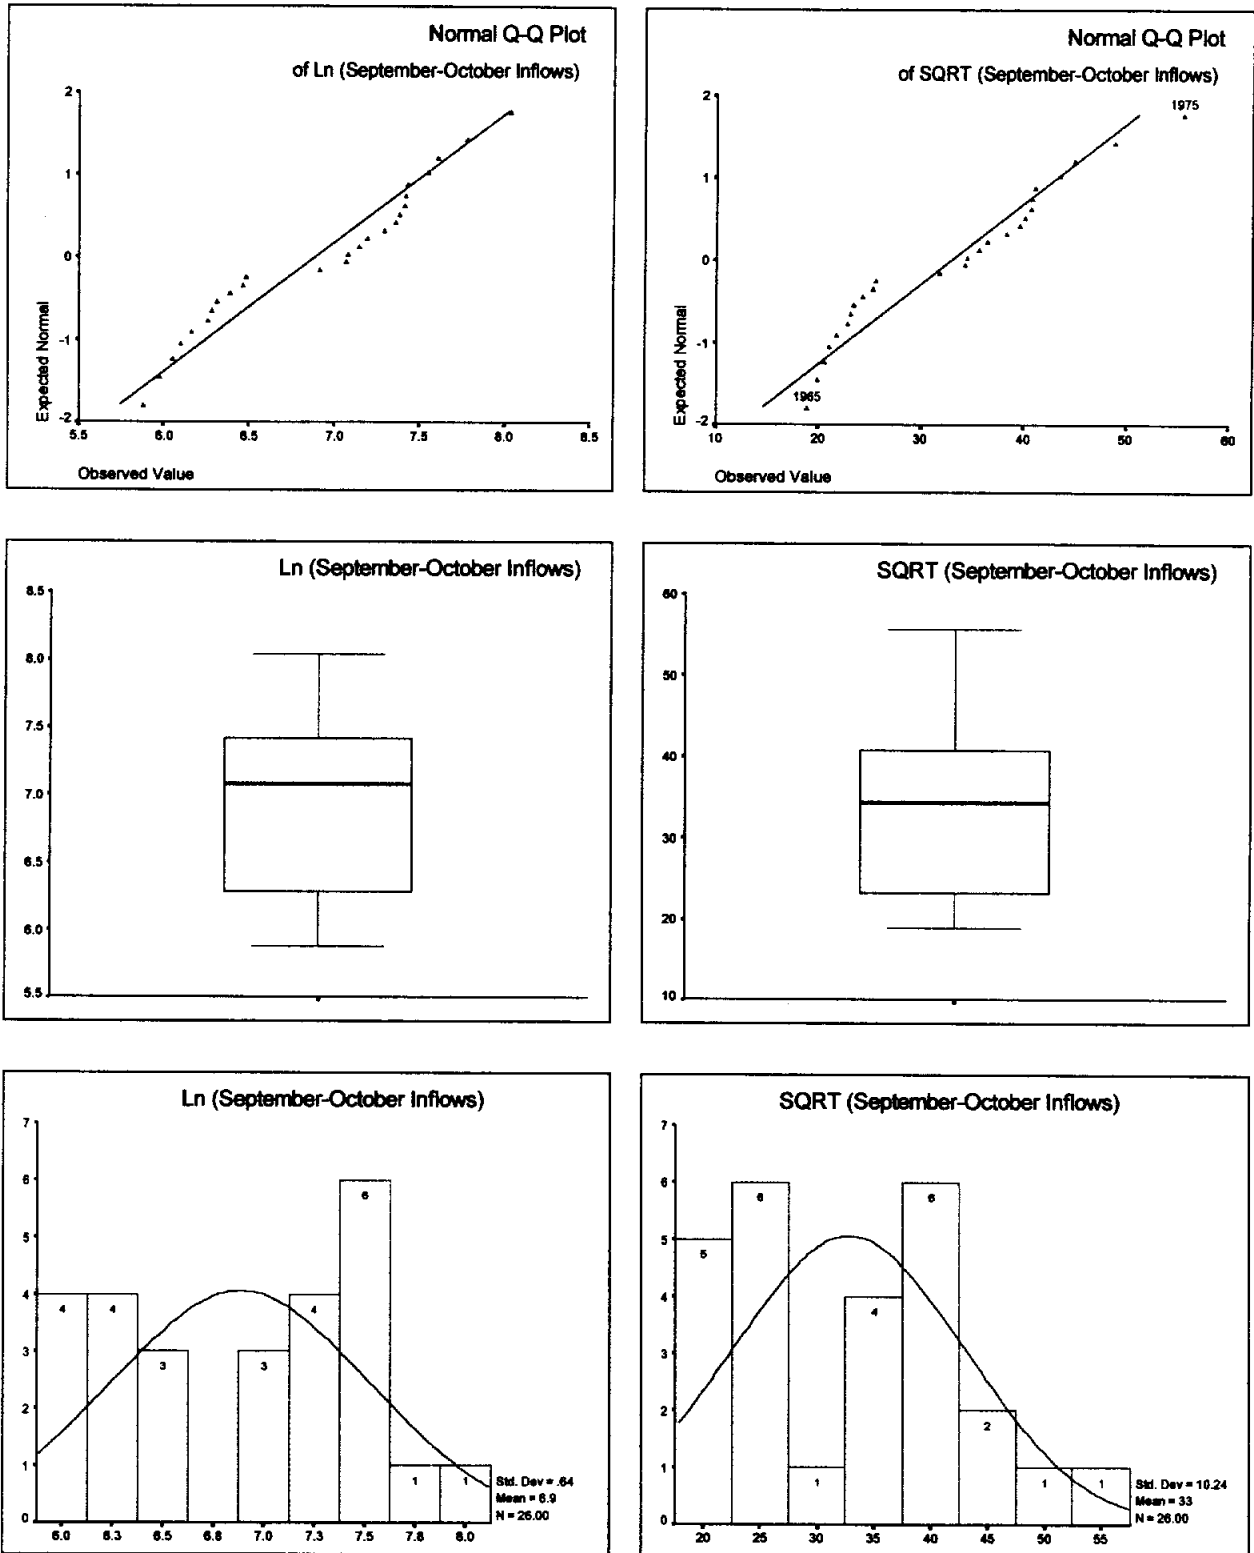 Normal Q-Q Plot
of Ln (September-October Inflows)
2
1
0
-1
-2
Expected Normal
5.5 6.0 6.5 7.0 7.5 8.0 8.5
Observed Value
Normal Q-Q Plot
of SQRT (September-October Inflows)
2
1975
1
0
-1
1965
-2
Expected Normal
10 20 30 40 50 60
Observed Value
Ln (September-October Inflows)
8.5
8.0
7.5
7.0
6.5
6.0
5.5
SQRT (September-October Inflows)
60
50
40
30
20
10
Ln (September-October Inflows)
7
6
5
4
3
2
1
0
4 4 3 3 4 6 1 1
Std. Dev = .64
Mean = 6.9
N = 26.00
6.0 6.3 6.5 6.8 7.0 7.3 7.5 7.8 8.0
SQRT (September-October Inflows)
7
6
5
4
3
2
1
0
5 6 1 4 6 2 1 1
Std. Dev = 10.24
Mean = 33
N = 26.00
20 25 30 35 40 45 50 55